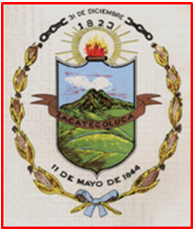 31 DE DICIEMBRE
1823
ZACATECOLUCA
11 DE MAYO DE 1844